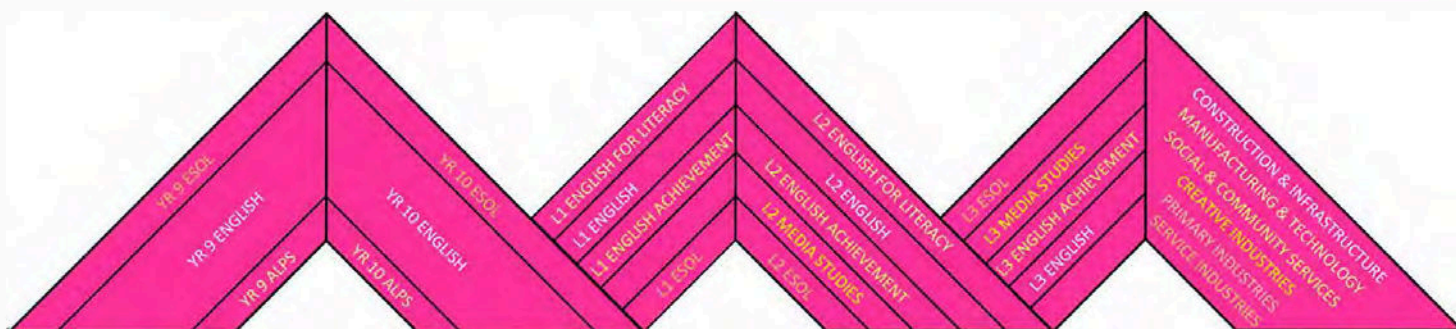 YR 9 ESOL
YR 9 ENGLISH
YR 9 ALPS
YR 10 ESOL
YR 10 ENGLISH
YR 10 ALPS
L1 ENGLISH FOR LITERACY
L1 ENGLISH
L1 ENGLISH ACHIEVEMENT
L1 ESOL
L2 ENGLISH FOR LITERACY
L2 ENGLISH
L2 ENGLISH ACHIEVEMENT
L2 MEDIA STUDIES
L2 ESOL
L3 ESOL
L3 MEDIA STUDIES
L3 ENGLISH ACHIEVEMENT
L3 ENGLISH
CONSTRUCTION & INFRASTRUCTURE
MANUFACTURING & TECHNOLOGY
SOCIAL & COMMUNITY SERVICES
CREATIVE INDUSTRIES
PRIMARY INDUSTRIES
SERVICE INDUSTRIES